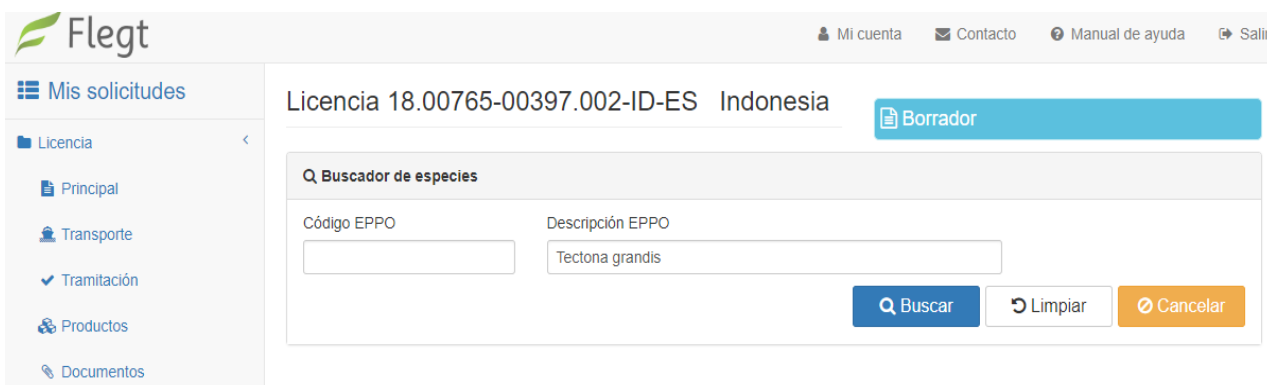 Flegt
Mi cuenta Contacto Manual de ayuda Salir
Mis solicitudes
Licencia
Principal
Transporte
Tramitación
Productos
Documentos
Licencia 18.00765-00397.002-ID-ES Indonesia
Borrador
Buscador de especies
Código EPPO Descripción EPPO
Tectona grandis
Buscar Limpiar Cancelar